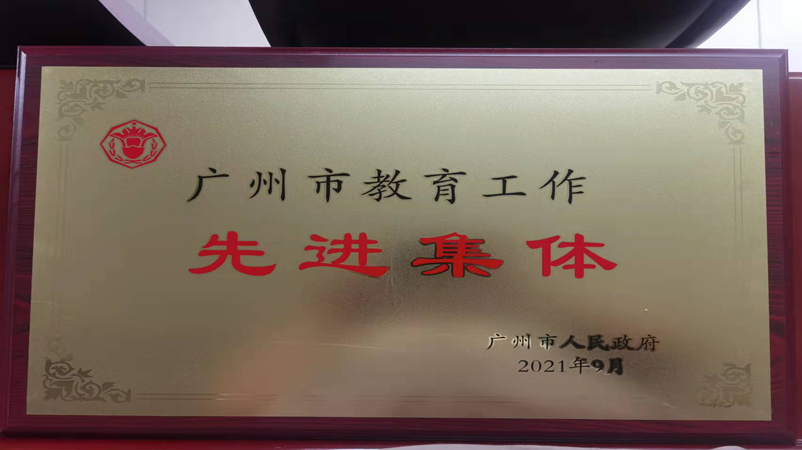 广州市教育工作
先进集体
广州市人民政府
2021年9月